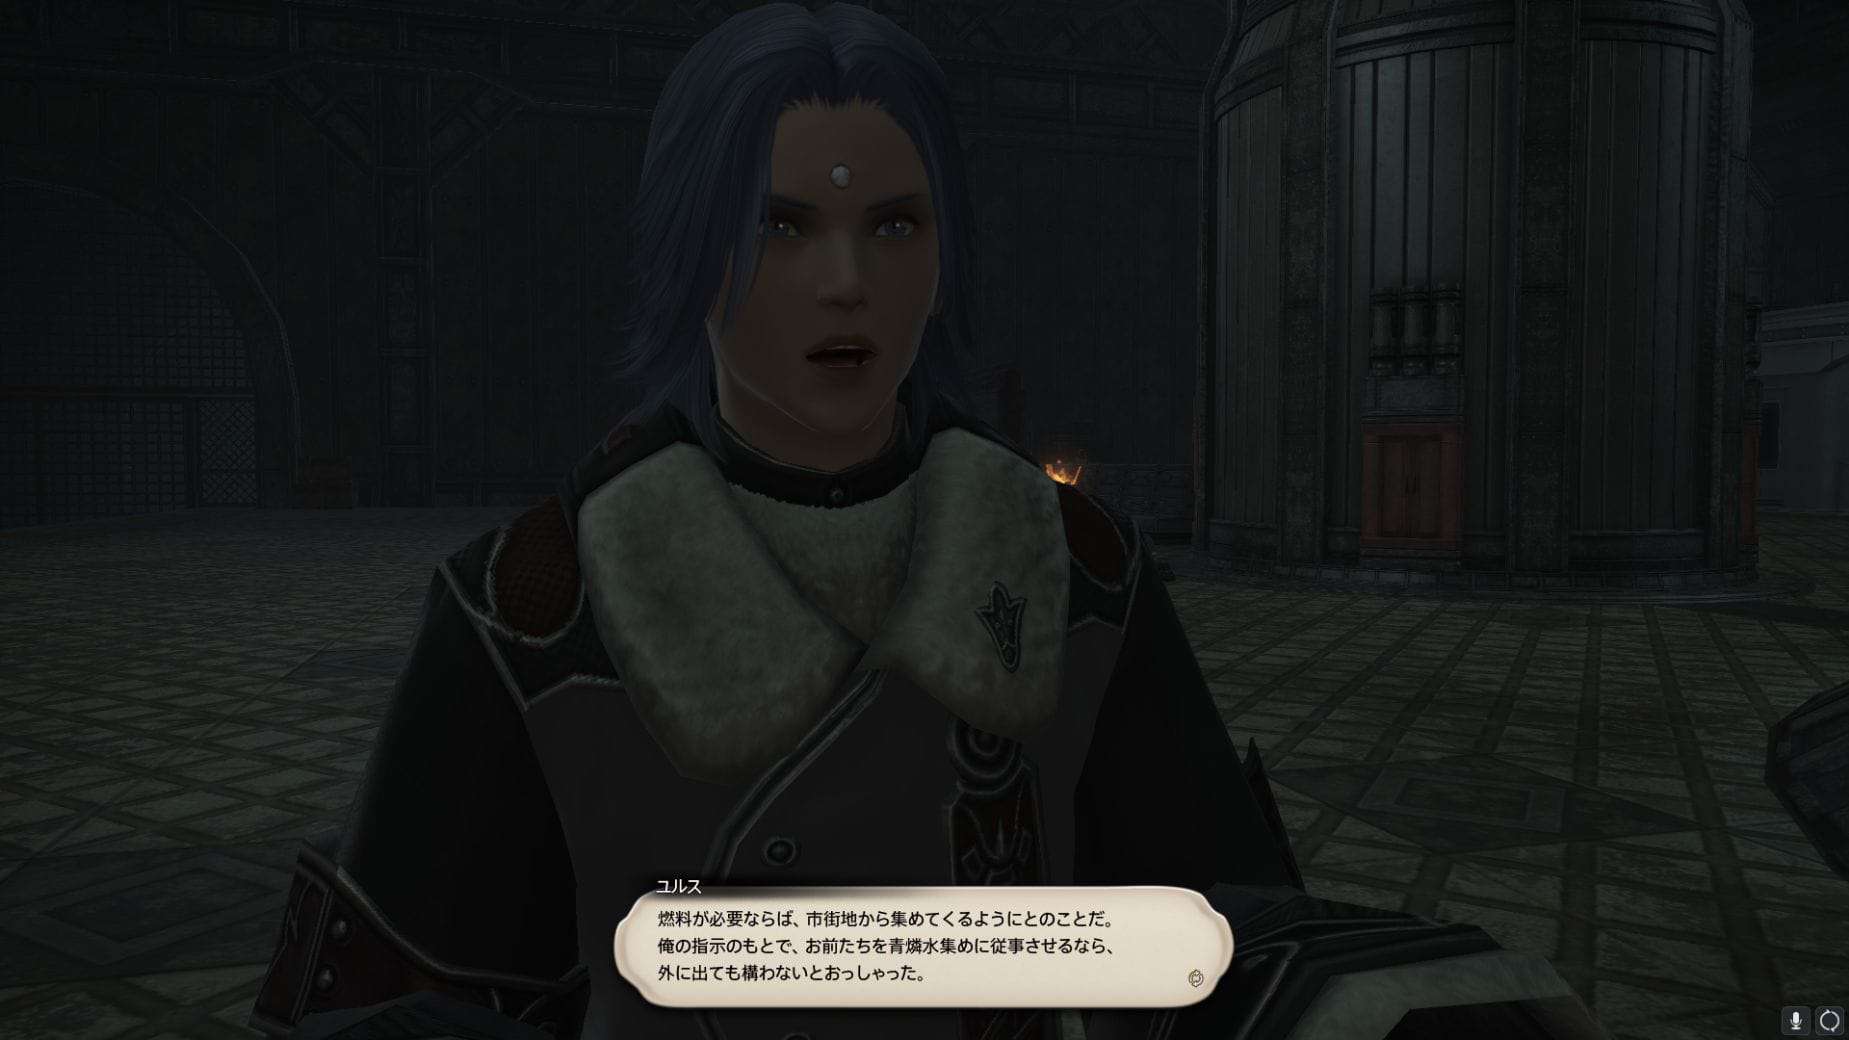 ユルス
燃料が必要ならば、市街地から集めてくるようにとのことだ。
俺の指示のもとで、お前たちを青燐水集めに従事させるなら、
外に出ても構わないとおっしゃった。